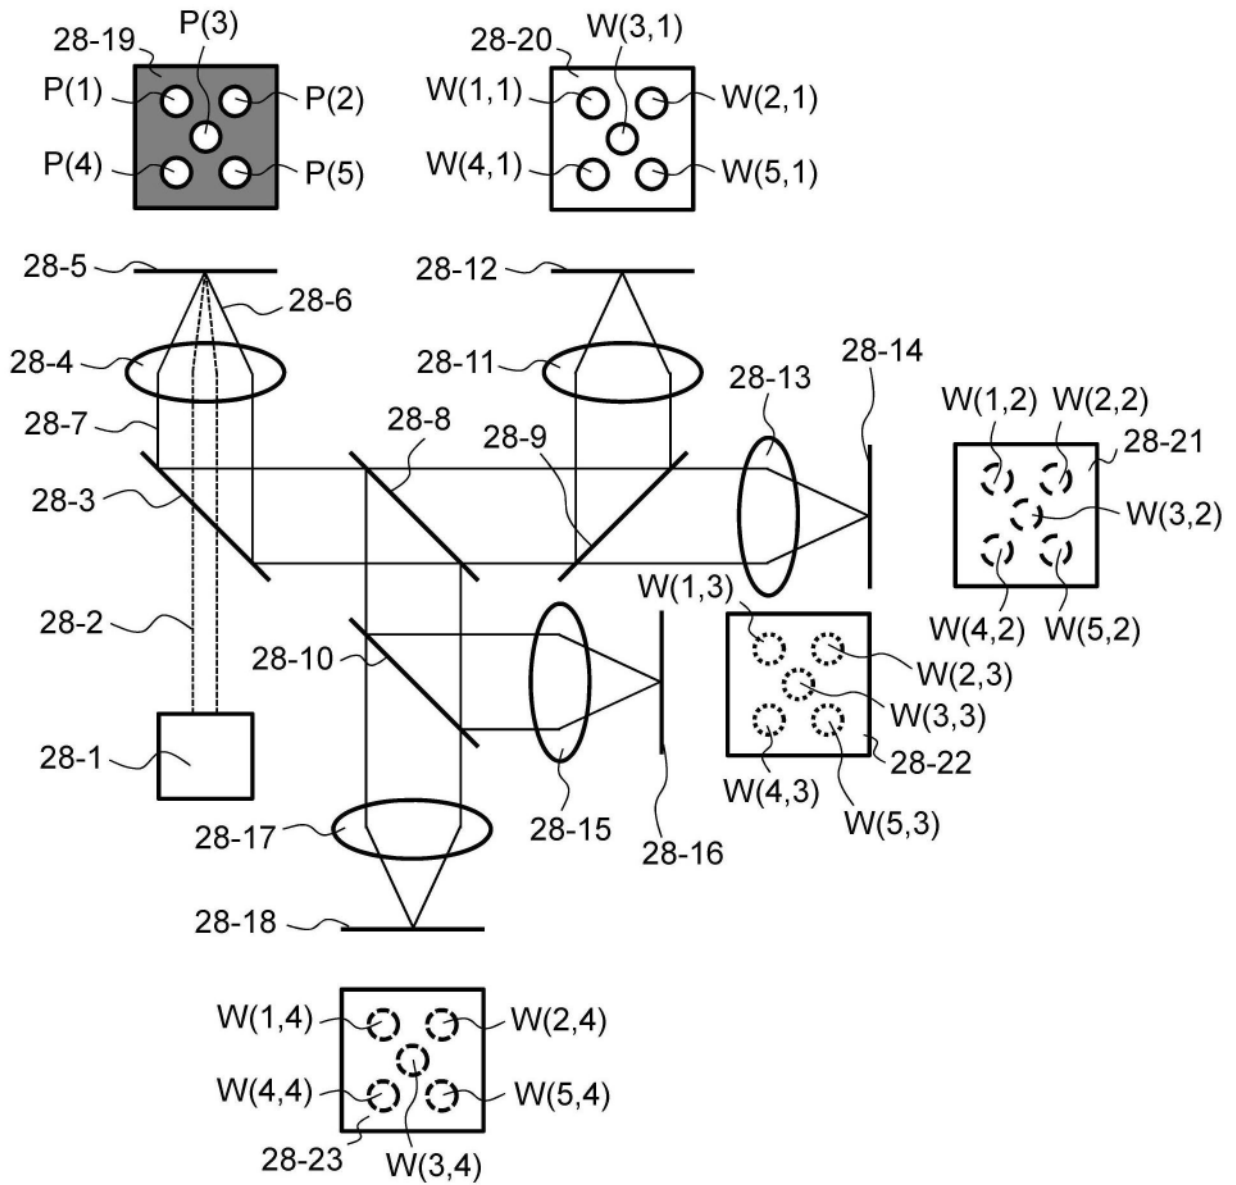 P(3)
W(3,1)
28-19
28-20
P(1)
P(2)
W(1,1)
W(2,1)
P(4)
P(5)
W(4,1)
W(5,1)
28-5
28-12
28-6
28-4
28-11
28-14
28-13
28-7
28-8
28-9
W(1,2)
W(2,2)
28-21
28-3
W(3,2)
W(1,3)
28-2
W(4,2)
W(5,2)
28-10
W(2,3)
W(3,3)
28-1
28-22
W(4,3)
28-17
28-15
W(5,3)
28-16
28-18
W(1,4)
W(2,4)
W(4,4)
W(5,4)
28-23
W(3,4)